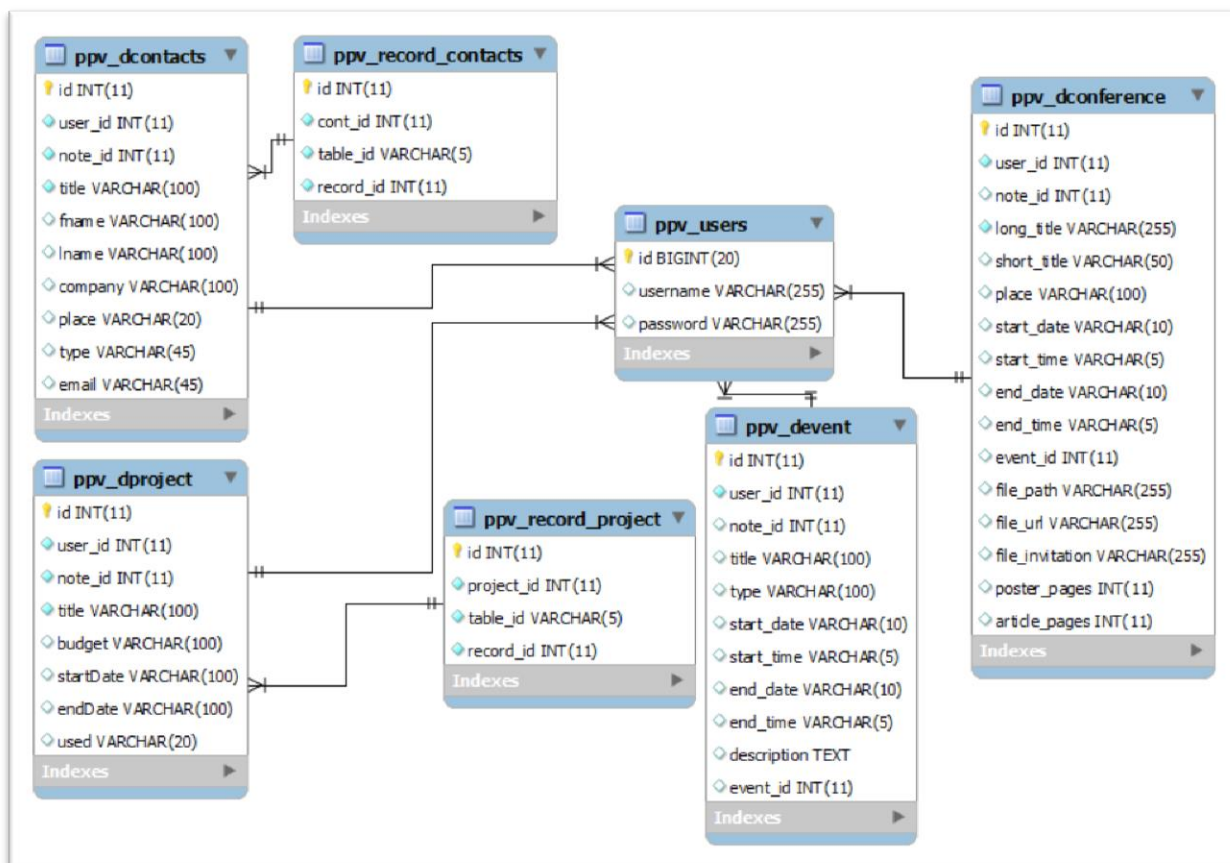 ppv_dcontacts
id INT(11)
user_id INT(11)
note_id INT(11)
title VARCHAR(100)
fname VARCHAR(100)
lname VARCHAR(100)
company VARCHAR(100)
place VARCHAR(20)
type VARCHAR(45)
email VARCHAR(45)
Indexes
ppv_record_contacts
id INT(11)
cont_id INT(11)
table_id VARCHAR(5)
record_id INT(11)
Indexes
ppv_users
id BIGINT(20)
username VARCHAR(255)
password VARCHAR(255)
Indexes
ppv_dconference
id INT(11)
user_id INT(11)
note_id INT(11)
long_title VARCHAR(255)
short_title VARCHAR(50)
place VARCHAR(100)
start_date VARCHAR(10)
start_time VARCHAR(5)
end_date VARCHAR(10)
end_time VARCHAR(5)
event_id INT(11)
file_path VARCHAR(255)
file_url VARCHAR(255)
file_invitation VARCHAR(255)
poster_pages INT(11)
article_pages INT(11)
Indexes
ppv_dproject
id INT(11)
user_id INT(11)
note_id INT(11)
title VARCHAR(100)
budget VARCHAR(100)
startDate VARCHAR(100)
endDate VARCHAR(100)
used VARCHAR(20)
Indexes
ppv_record_project
id INT(11)
project_id INT(11)
table_id VARCHAR(5)
record_id INT(11)
Indexes
ppv_devent
id INT(11)
user_id INT(11)
note_id INT(11)
title VARCHAR(100)
type VARCHAR(100)
start_date VARCHAR(10)
start_time VARCHAR(5)
end_date VARCHAR(10)
end_time VARCHAR(5)
description TEXT
event_id INT(11)
Indexes